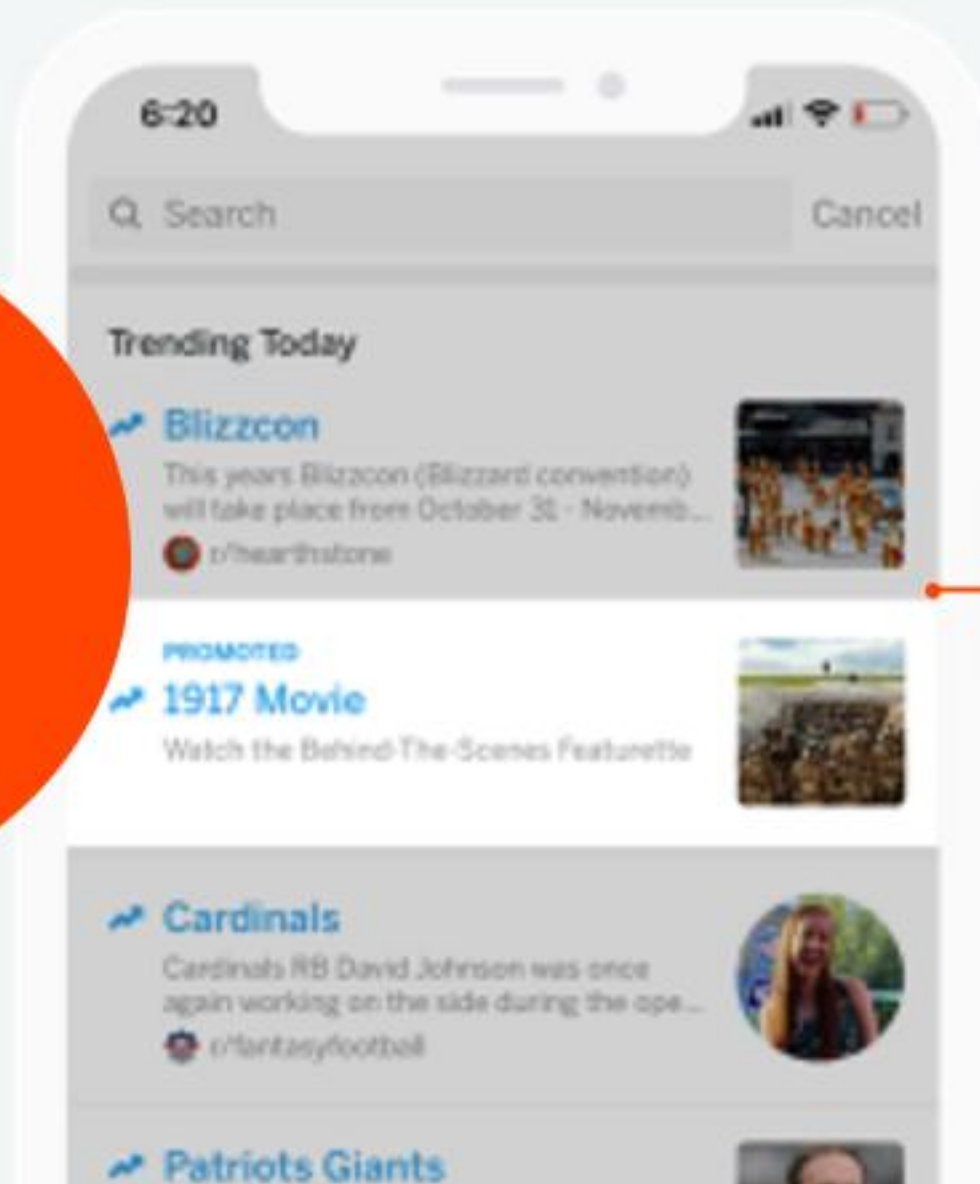 6:20
Search
Cancel
Trending Today
Blizzcon
This years Blizzcon (Blizzard convention)
will take place from October 31 - Novemb...
r/hearthstone
PROMOTED
1917 Movie
Watch the Behind-The-Scenes Featurette
Cardinals
Cardinals RB David Johnson was once
again working on the side during the ope...
r/fantasyfootball
Patriots Giants